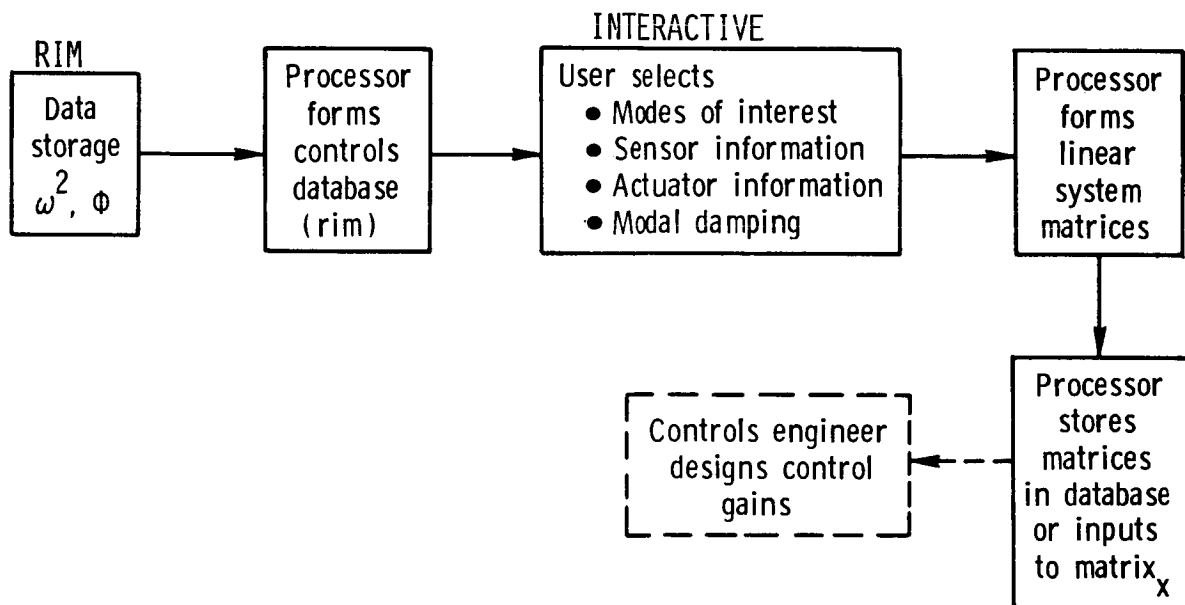 RIM
Data
storage
ω², Φ
Processor
forms
controls
database
(rim)
INTERACTIVE
User selects
• Modes of interest
• Sensor information
• Actuator information
• Modal damping
Processor
forms
linear
system
matrices
Processor
stores
matrices
in database
or inputs
to matrixₓ
Controls engineer
designs control
gains